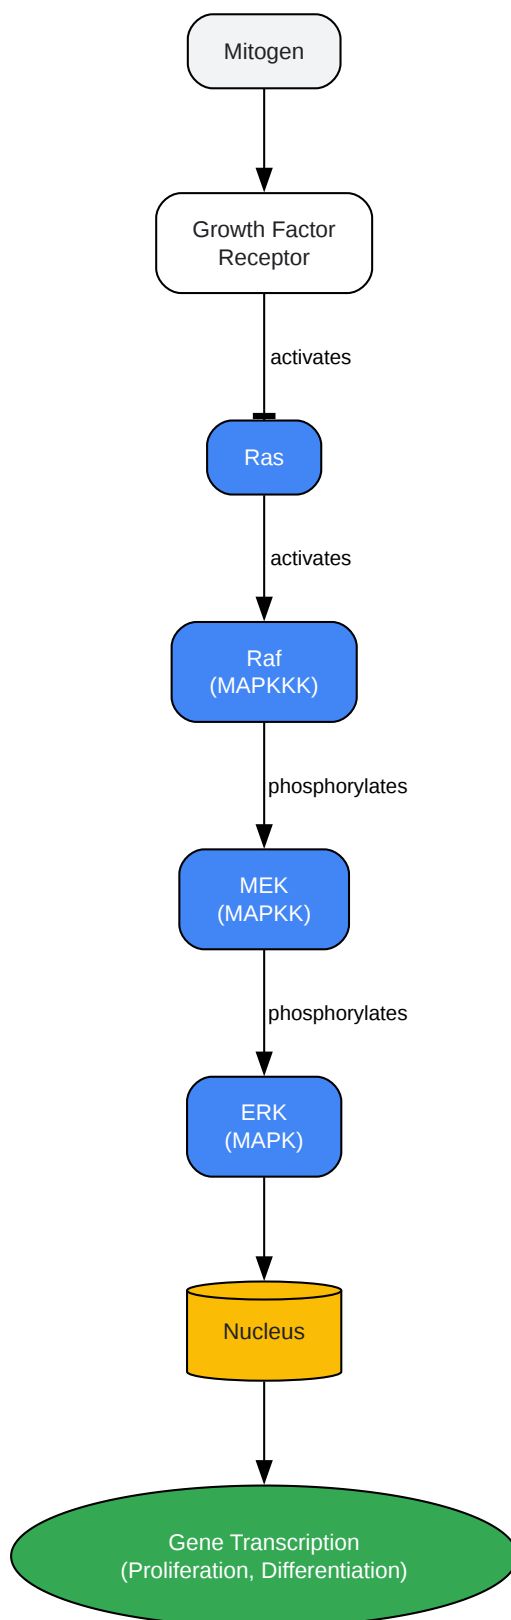 Mitogen
Growth Factor
Receptor
activates
Ras
activates
Raf
(MAPKKK)
phosphorylates
MEK
(MAPKK)
phosphorylates
ERK
(MAPK)
Nucleus
Gene Transcription
(Proliferation, Differentiation)